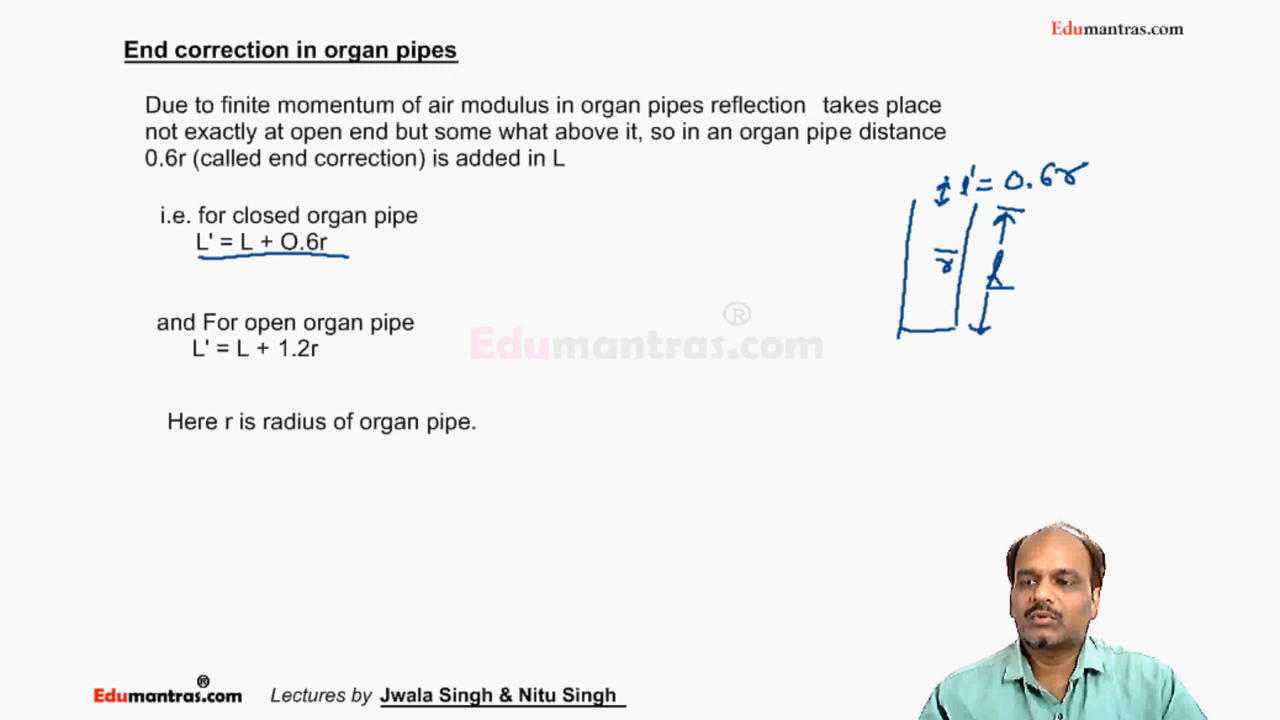 Edumantras.com
End correction in organ pipes
Due to finite momentum of air modulus in organ pipes reflection takes place
not exactly at open end but some what above it, so in an organ pipe distance
0.6r (called end correction) is added in L
l' = 0.6r
i.e. for closed organ pipe
L' = L + O.6r
r
l
and For open organ pipe
L' = L + 1.2r
Edumantras.com ®
Here r is radius of organ pipe.
Edumantras.com ® Lectures by Jwala Singh & Nitu Singh